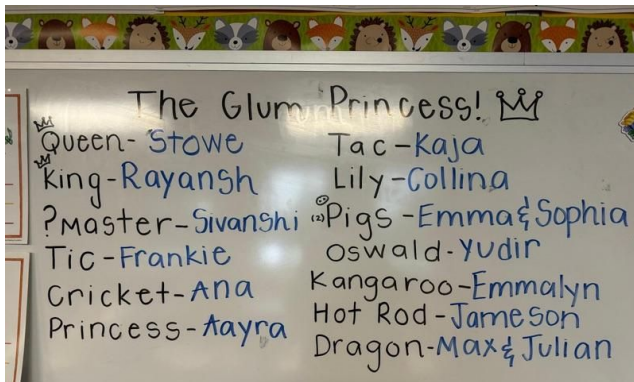 The Glum Princess!
Queen- Stowe
King-Rayansh
?Master-Sivanshi
Tic-Frankie
Cricket-Ana
Princess-Aayra
Tac-Kaja
Lily-Collina
(2) Pigs-Emma & Sophia
Oswald-Yudir
Kangaroo-Emmalyn
Hot Rod-Jameson
Dragon-Max & Julian